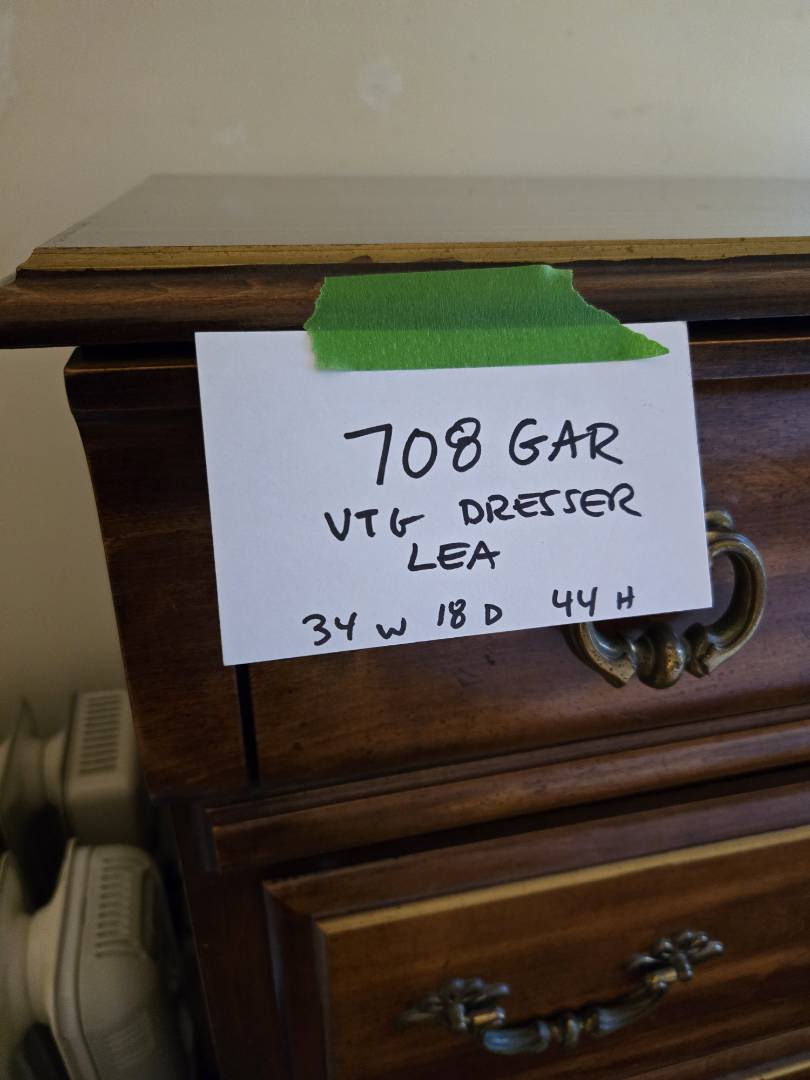 708 GAR
VTG DRESSER
LEA
34 W 18 D 44 H